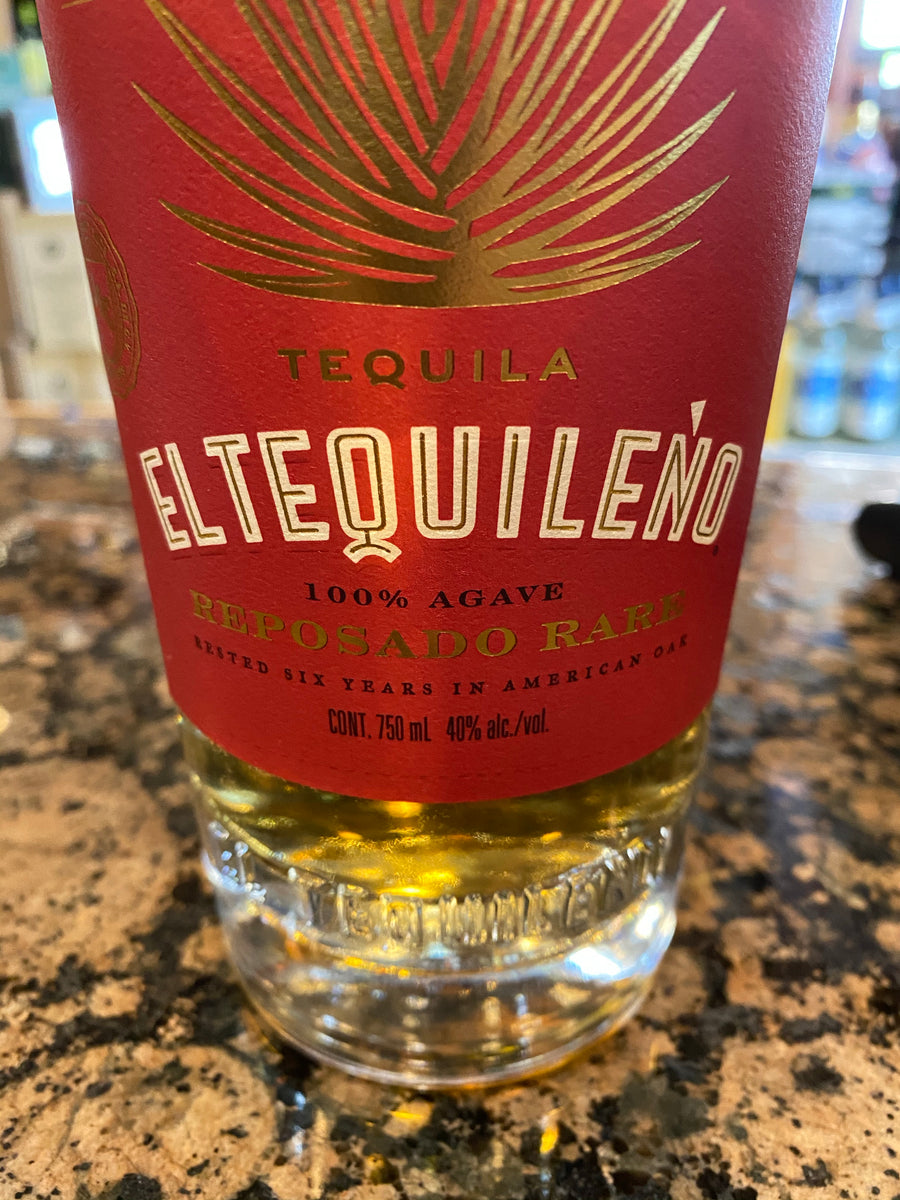 TEQUILA
EL TEQUILEÑO
100% AGAVE
REPOSADO RARE
RESTED SIX YEARS IN AMERICAN OAK
CONT. 750 mL 40% alc./vol.
TEQUILEÑO